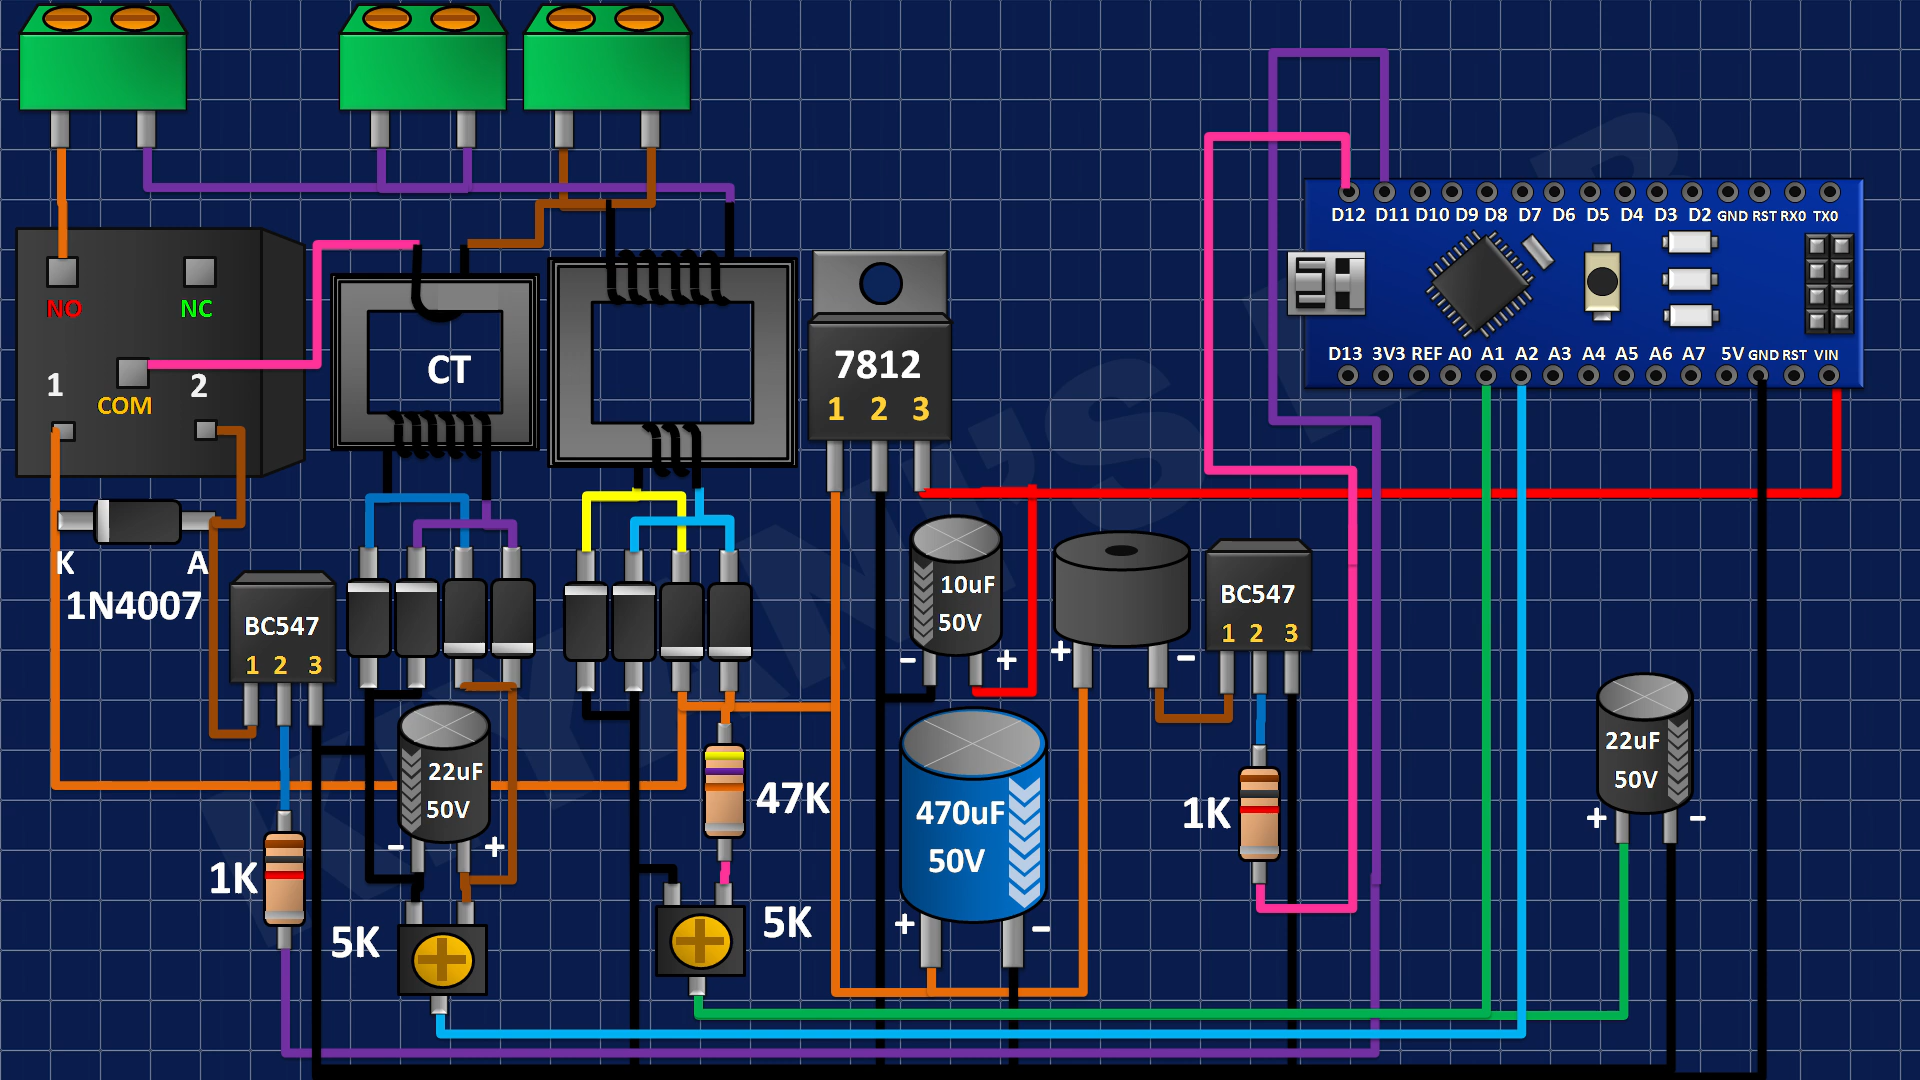 D12 D11 D10 D9 D8 D7 D6 D5 D4 D3 D2 GND RST RX0 TX0
NO NC
7812
1 2 3
CT
D13 3V3 REF A0 A1 A2 A3 A4 A5 A6 A7 5V GND RST VIN
1 2
COM
K A
1N4007
BC547
1 2 3
10uF
50V
- +
+ -
BC547
1 2 3
22uF
50V
- +
47K
470uF
50V
+ -
1K
22uF
50V
+ -
1K
5K
5K